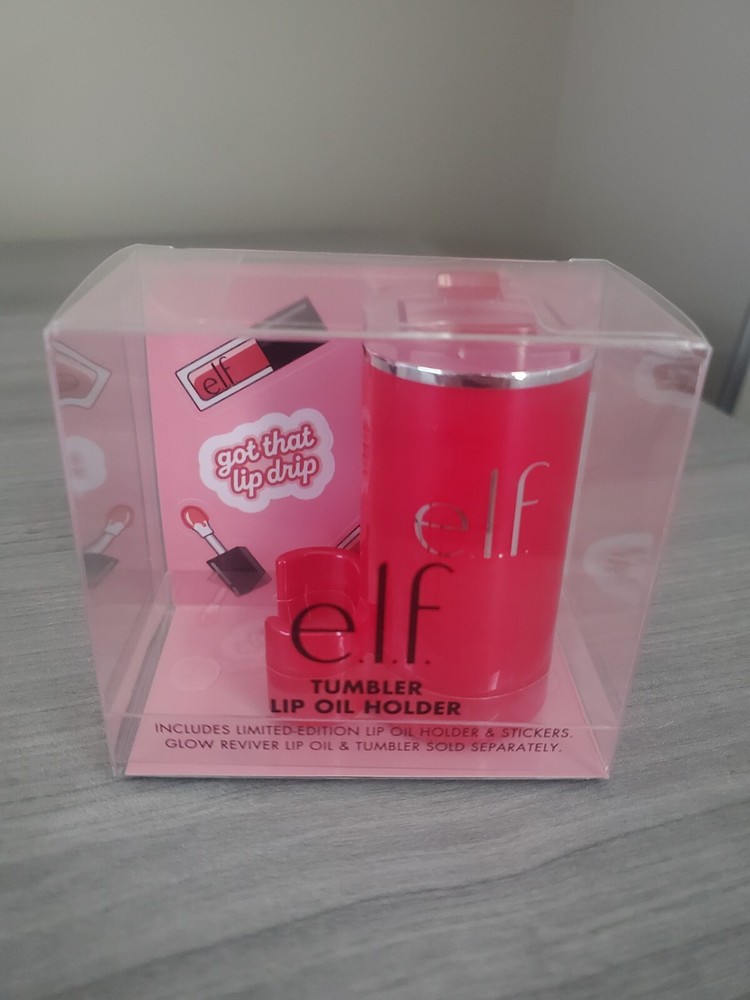 elf
got that
lip drip
e.l.f.
e.l.f.
TUMBLER
LIP OIL HOLDER
INCLUDES LIMITED-EDITION LIP OIL HOLDER & STICKERS.
GLOW REVIVER LIP OIL & TUMBLER SOLD SEPARATELY.